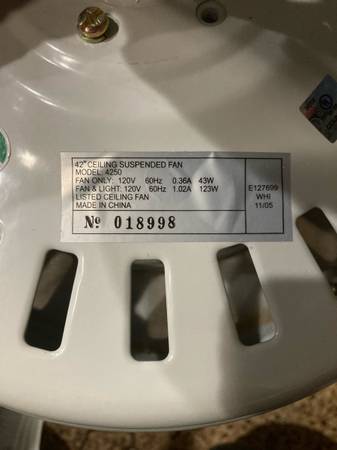 42" CEILING SUSPENDED FAN
MODEL: 4250
FAN ONLY: 120V 60Hz 0.36A 43W
FAN & LIGHT: 120V 60Hz 1.02A 123W
LISTED CEILING FAN
MADE IN CHINA
E127699
WHI
11/05
Nº 018998